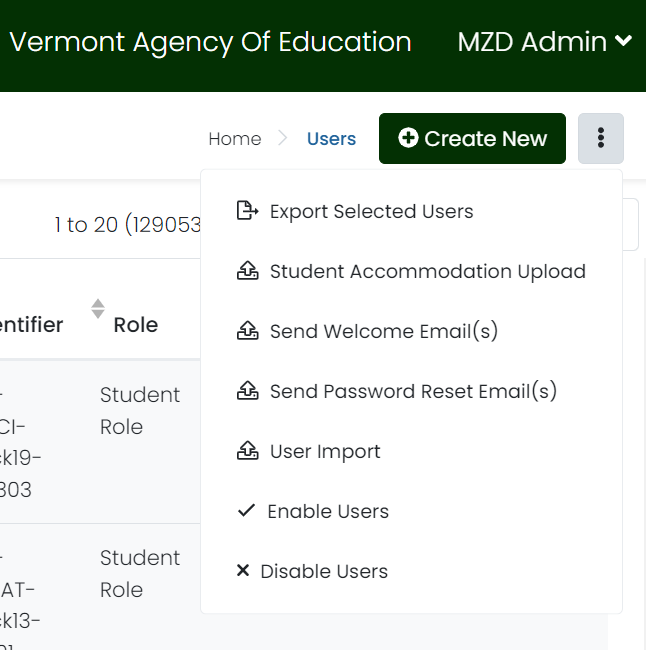 Vermont Agency Of Education MZD Admin
Home Users Create New
Export Selected Users
1 to 20 (129053
Student Accommodation Upload
entifier Role
Send Welcome Email(s)
Send Password Reset Email(s)
Student
Role
CI-
k19-
303
User Import
Enable Users
Disable Users
Student
Role
AT-
k13-